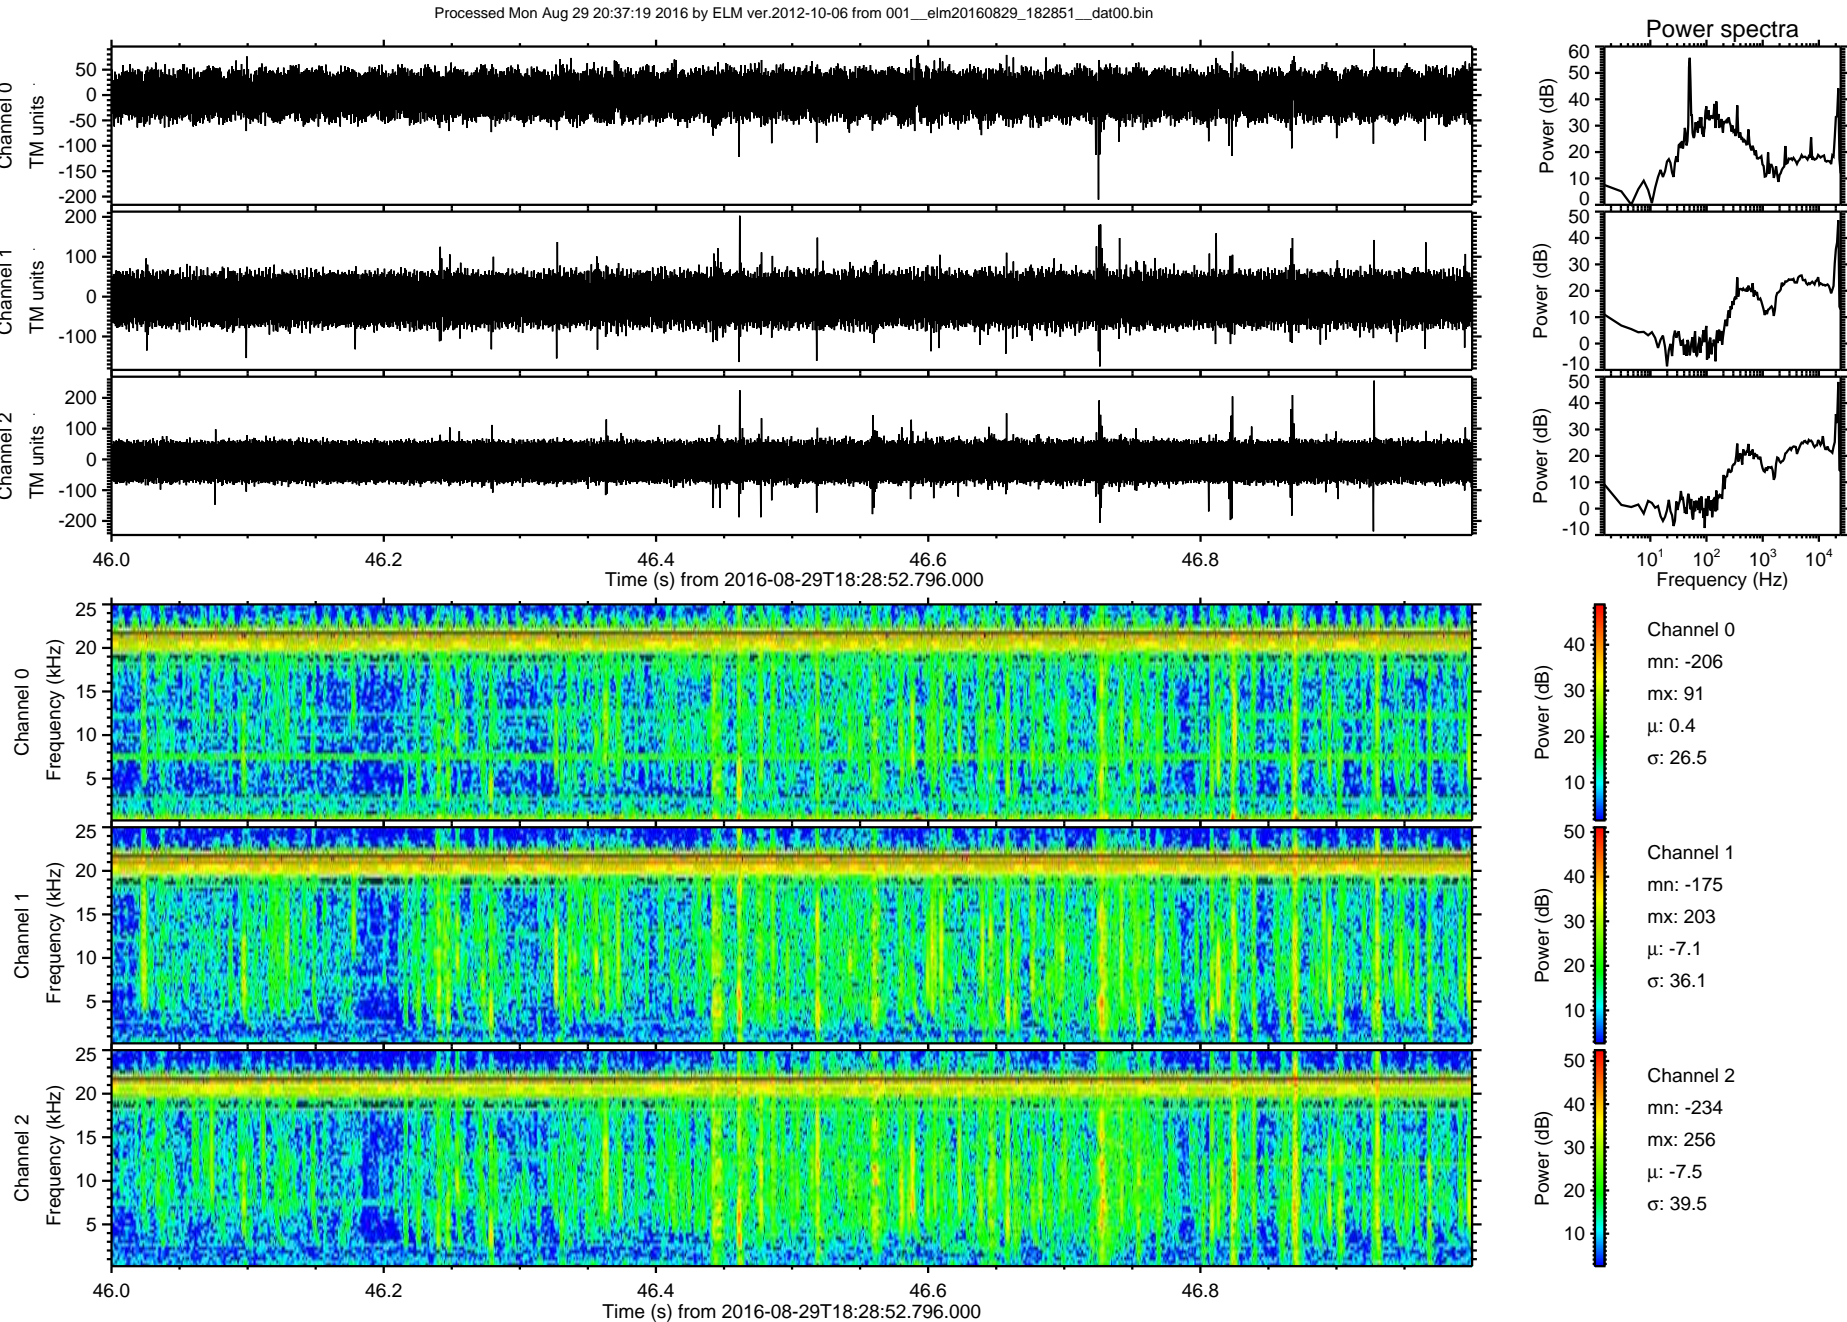 Processed Mon Aug 29 20:37:19 2016 by ELM ver.2012-10-06 from 001__elm20160829_182851__dat00.bin
Power spectra
Channel 0
TM units
50
0
-50
-100
-150
-200
Power (dB)
60
50
40
30
20
10
0
Channel 1
TM units
200
100
0
-100
Power (dB)
50
40
30
20
10
0
-10
Channel 2
TM units
200
100
0
-100
-200
Power (dB)
50
40
30
20
10
0
-10
46.0 46.2 46.4 46.6 46.8
Time (s) from 2016-08-29T18:28:52.796.000
10¹ 10² 10³ 10⁴
Frequency (Hz)
Channel 0
Frequency (kHz)
25
20
15
10
5
Power (dB)
40
30
20
10
Channel 0
mn: -206
mx: 91
μ: 0.4
σ: 26.5
Channel 1
Frequency (kHz)
25
20
15
10
5
Power (dB)
50
40
30
20
10
Channel 1
mn: -175
mx: 203
μ: -7.1
σ: 36.1
Channel 2
Frequency (kHz)
25
20
15
10
5
Power (dB)
50
40
30
20
10
Channel 2
mn: -234
mx: 256
μ: -7.5
σ: 39.5
46.0 46.2 46.4 46.6 46.8
Time (s) from 2016-08-29T18:28:52.796.000